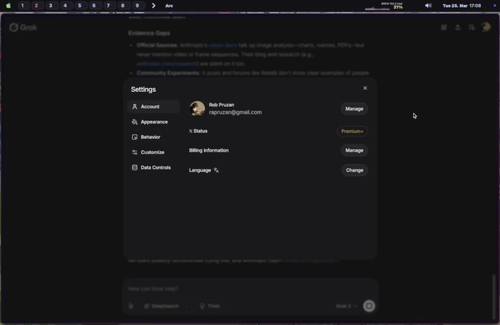 1 2 3 4 5 6 7 8 9 10
Arc
31%
Tue 25. Mar 17:08
Grok
Evidence Gaps
Official Sources: Anthropic's
talk up image analysis—charts, memes, PDFs—but
never mention video or frame sequences. Their blog and research (e.g.,
are silent on it too.
Community Experiments: X posts and forums like Reddit don't show clear examples of people
Settings
Account
Appearance
Behavior
Customize
Data Controls
Rob Pruzan
rapruzan@gmail.com
Manage
Status
Premium+
Billing information
Manage
Language
Change
How can Grok help?
DeepSearch
Think
Grok 3